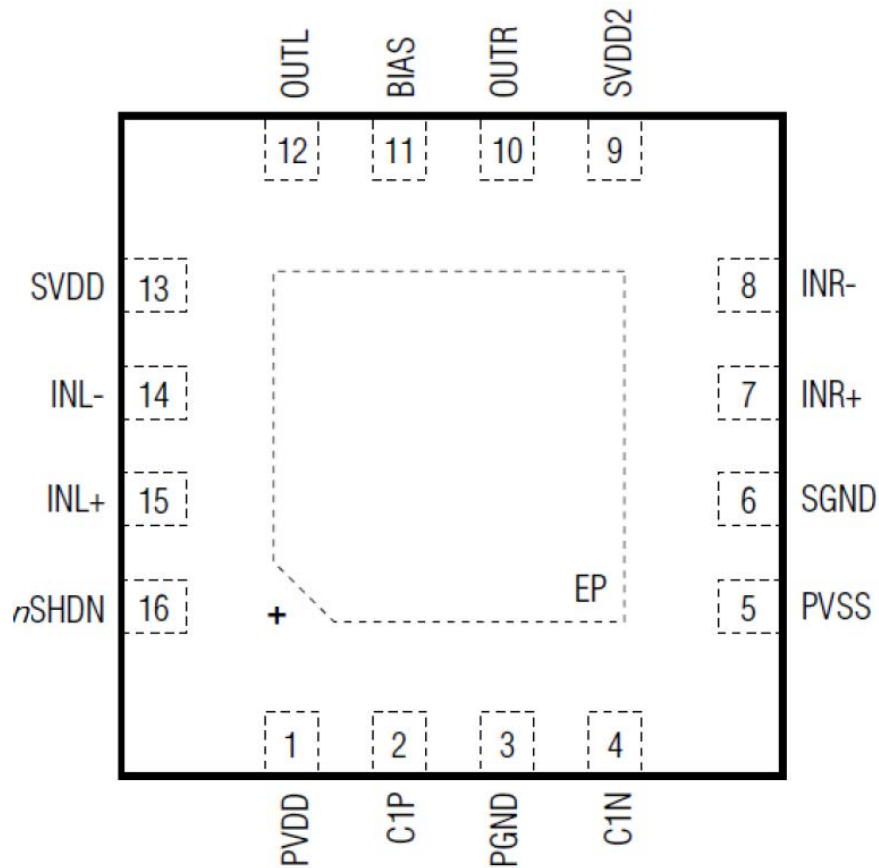 OUTL BIAS OUTR SVDD2
12 11 10 9
SVDD 13 8 INR-
INL- 14 7 INR+
INL+ 15 6 SGND
nSHDN 16 + EP 5 PVSS
1 2 3 4
PVDD C1P PGND C1N